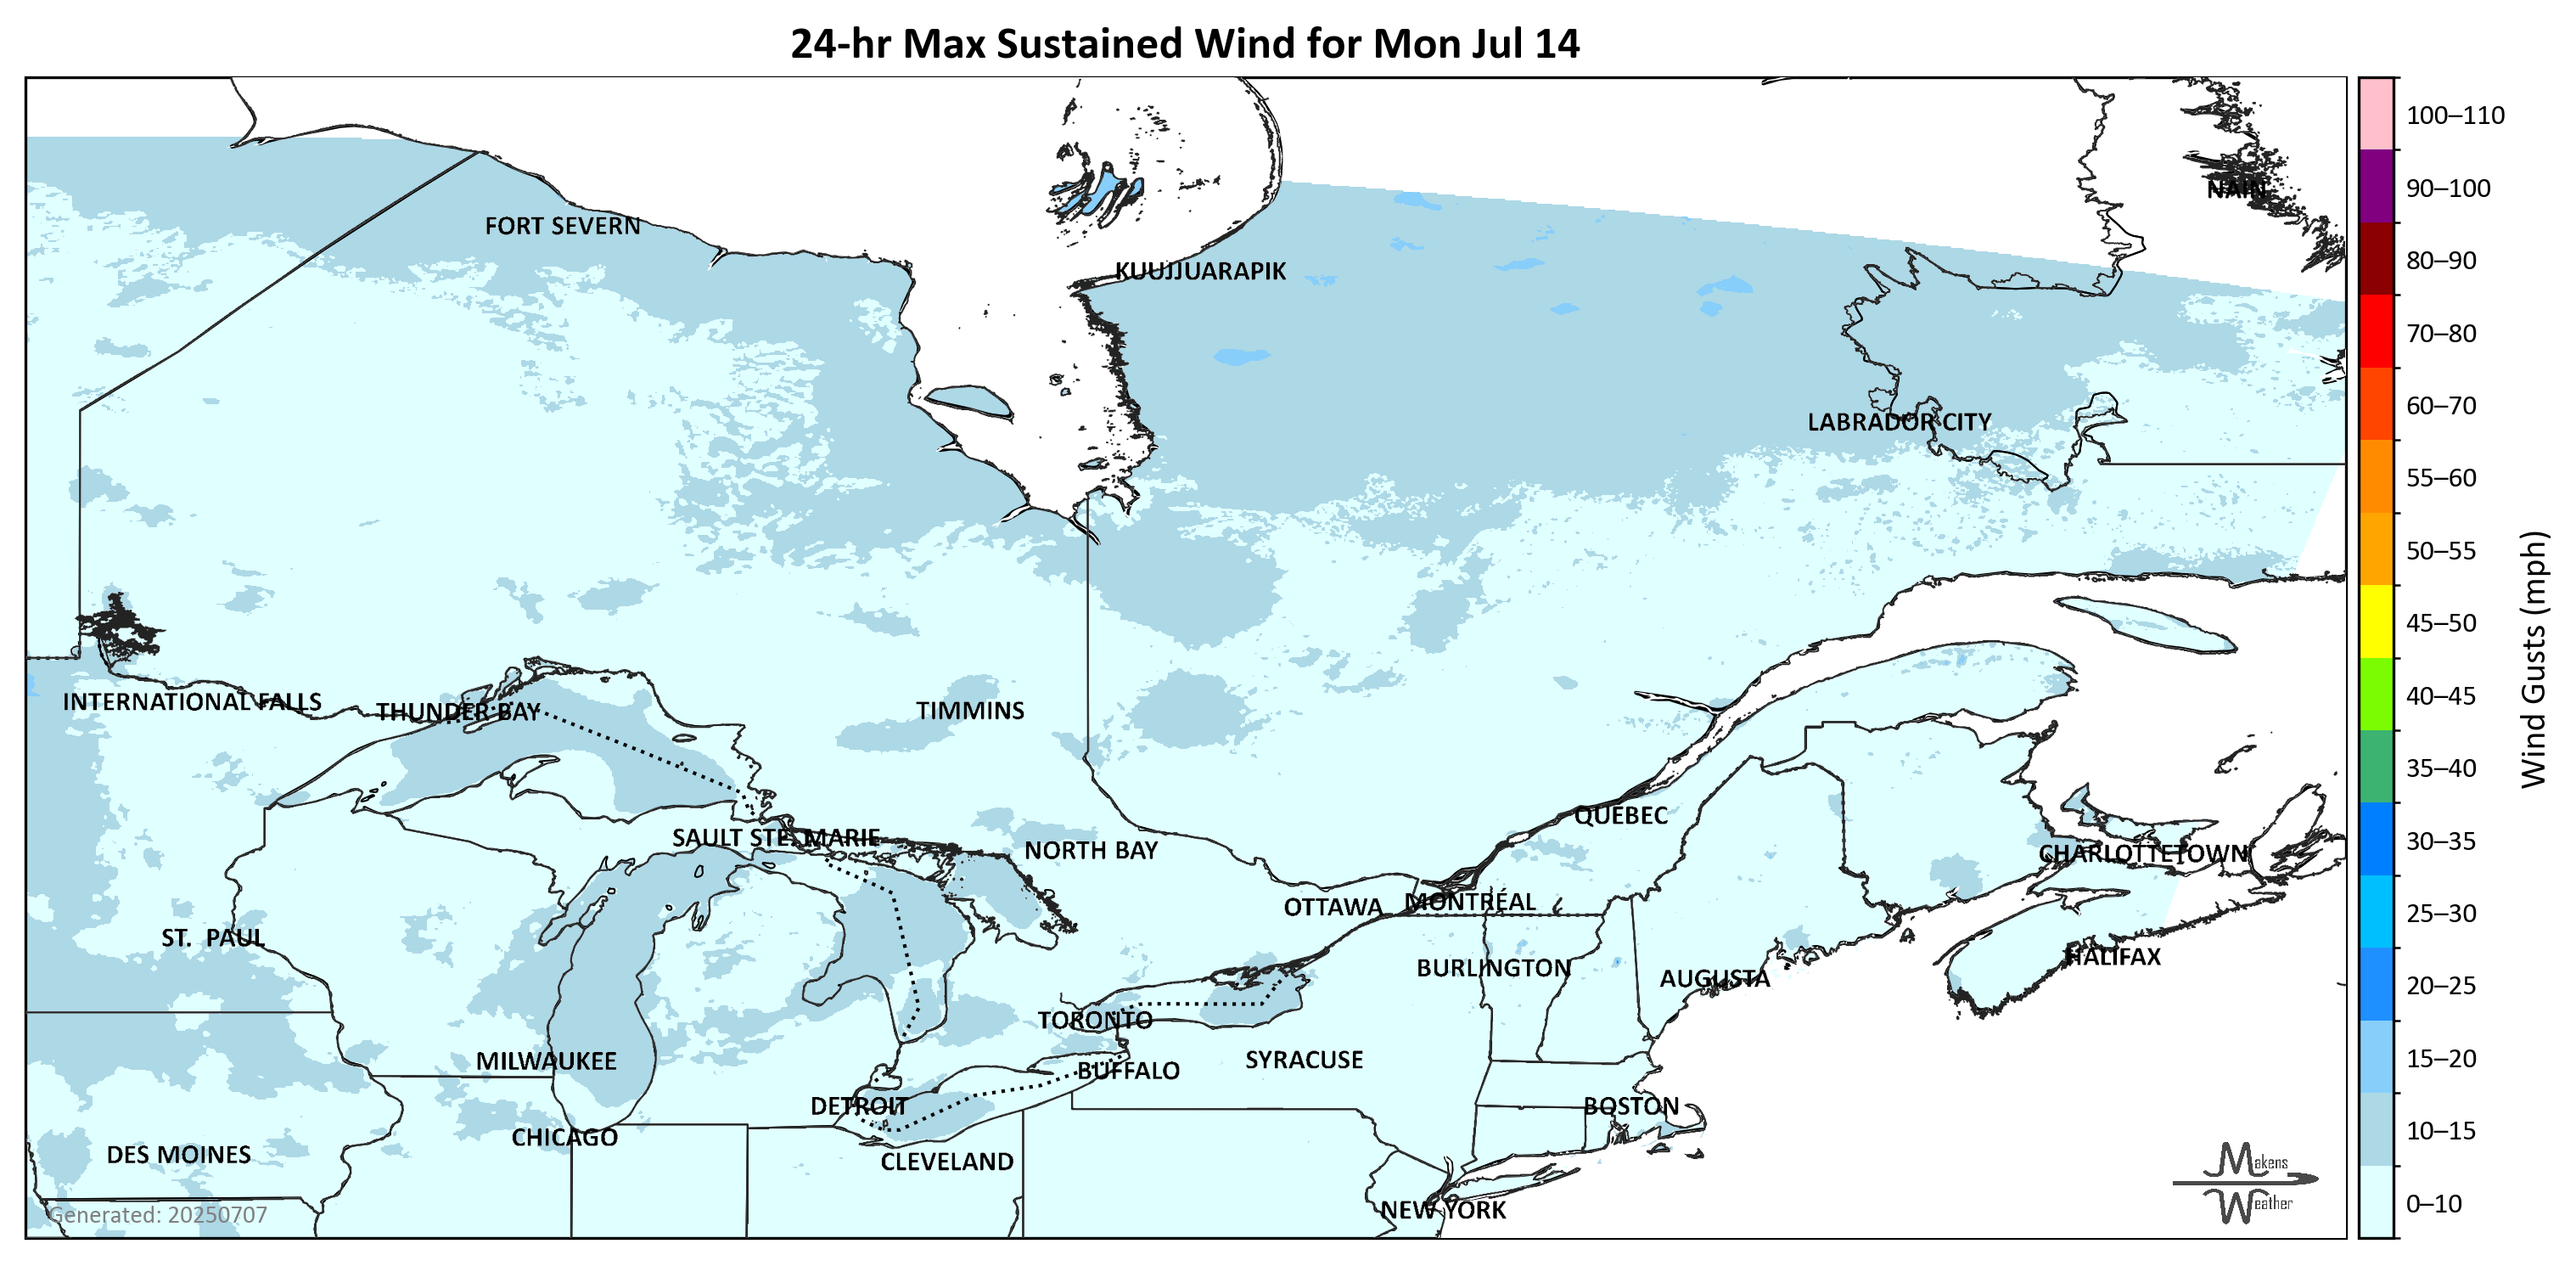 24-hr Max Sustained Wind for Mon Jul 14
100–110
90–100
NAIN
FORT SEVERN
80–90
KUUJJUARAPIK
70–80
60–70
LABRADOR CITY
55–60
50–55
45–50
40–45
Wind Gusts (mph)
INTERNATIONAL FALLS
THUNDER BAY
TIMMINS
35–40
QUEBEC
30–35
SAULT STE. MARIE
NORTH BAY
CHARLOTTETOWN
OTTAWA
MONTRÉAL
25–30
ST.  PAUL
HALIFAX
BURLINGTON
AUGUSTA
20–25
TORONTO
MILWAUKEE
SYRACUSE
15–20
BUFFALO
DETROIT
BOSTON
10–15
CHICAGO
DES MOINES
CLEVELAND
Makens
Weather
0–10
NEW YORK
Generated: 20250707